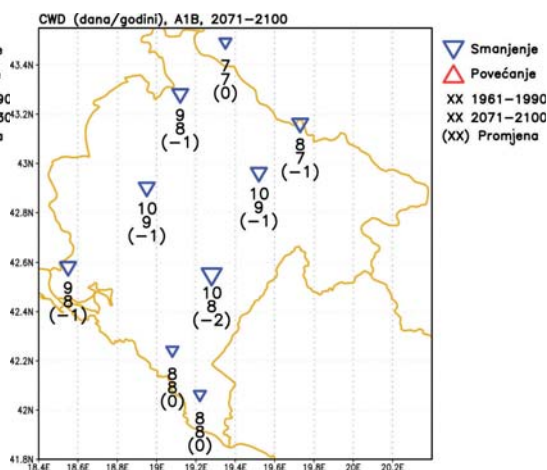 CWD (dana/godini), A1B, 2071-2100
Smanjenje
Povećanje
XX 1961-1990
XX 2071-2100
(XX) Promjena
43.4N
43.2N
43N
42.8N
42.6N
42.4N
42.2N
42N
41.8N
18.4E 18.6E 18.8E 19E 19.2E 19.4E 19.6E 19.8E 20E 20.2E
7
7
(0)
9
8
(-1)
8
7
(-1)
10
9
(-1)
10
9
(-1)
9
8
(-1)
10
8
(-2)
8
8
(0)
8
8
(0)